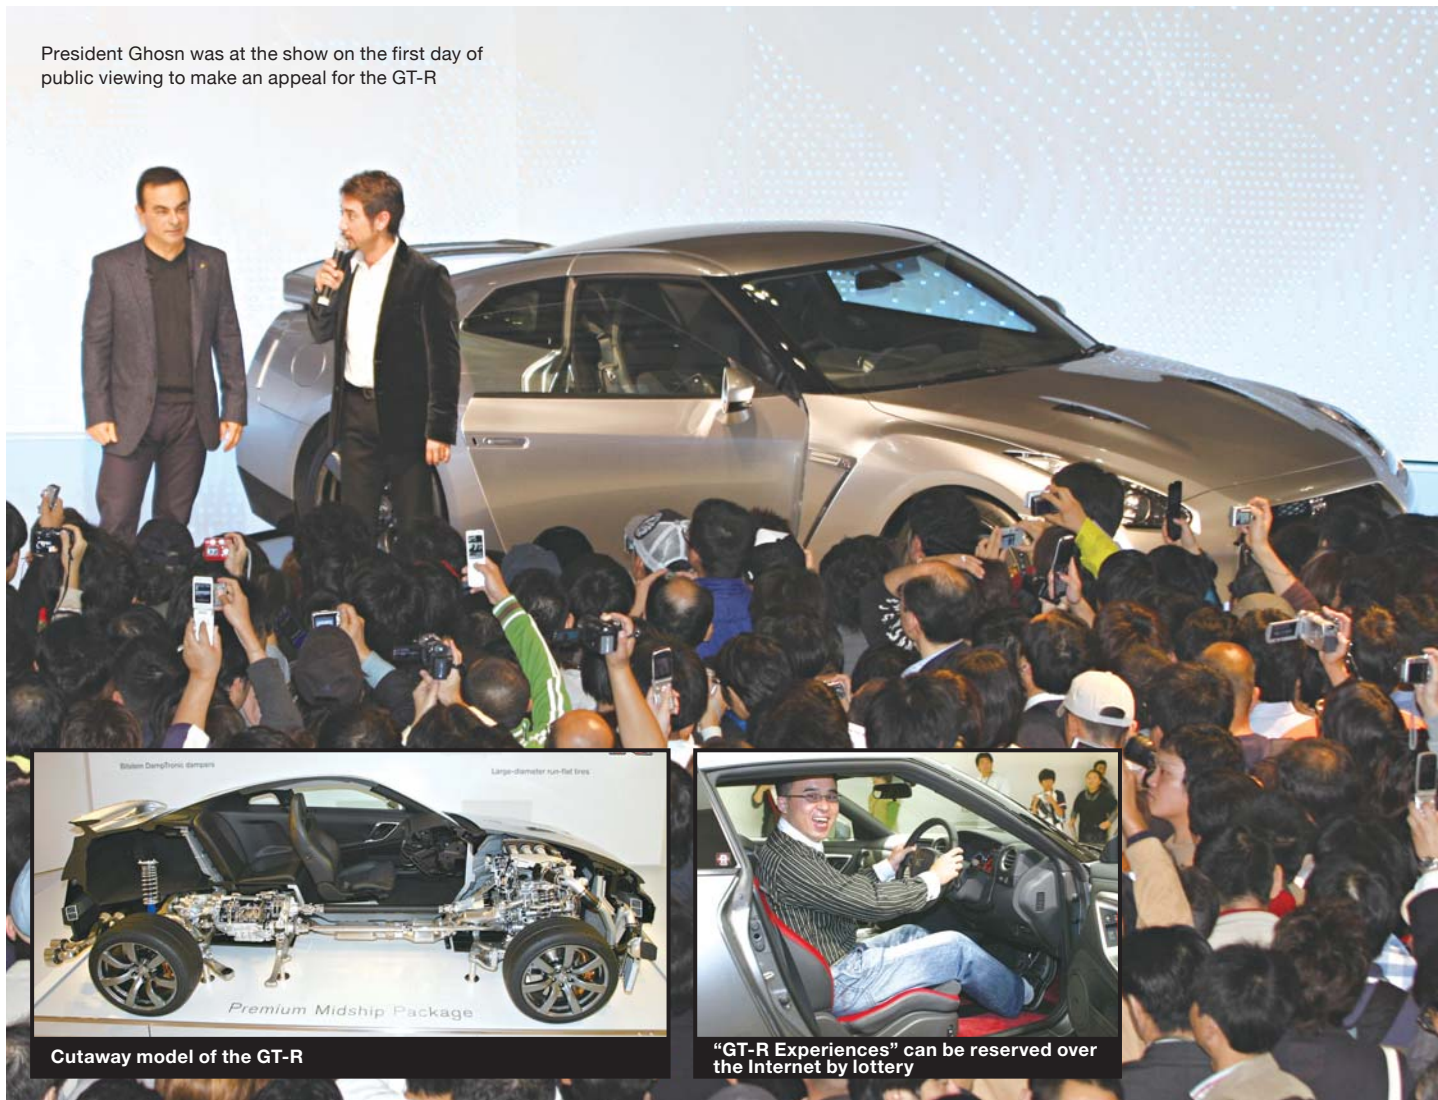 President Ghosn was at the show on the first day of
public viewing to make an appeal for the GT-R
Bilstein DampTronic dampers
Large-diameter run-flat tires
Premium Midship Package
Cutaway model of the GT-R
“GT-R Experiences” can be reserved over
the Internet by lottery